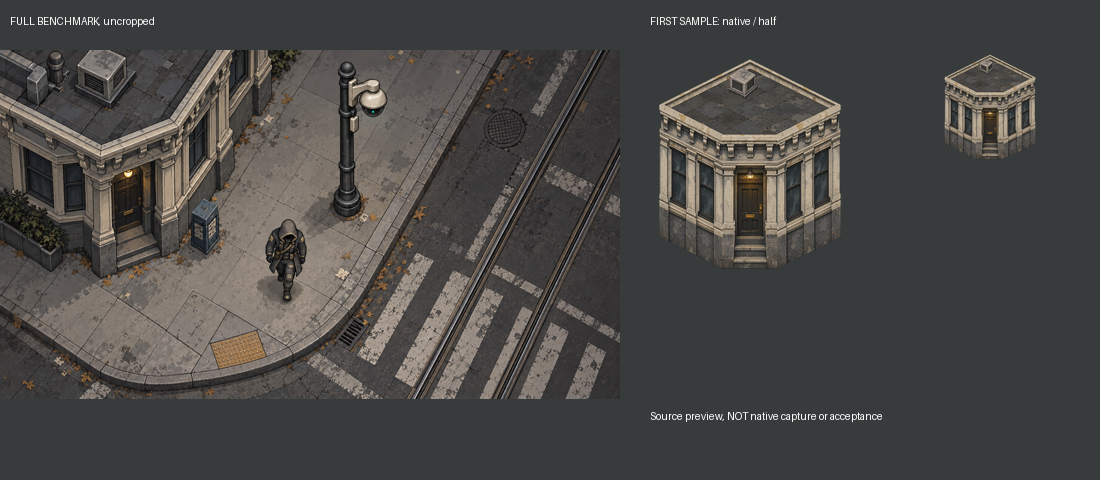 FULL BENCHMARK, uncropped
FIRST SAMPLE: native / half
Source preview, NOT native capture or acceptance